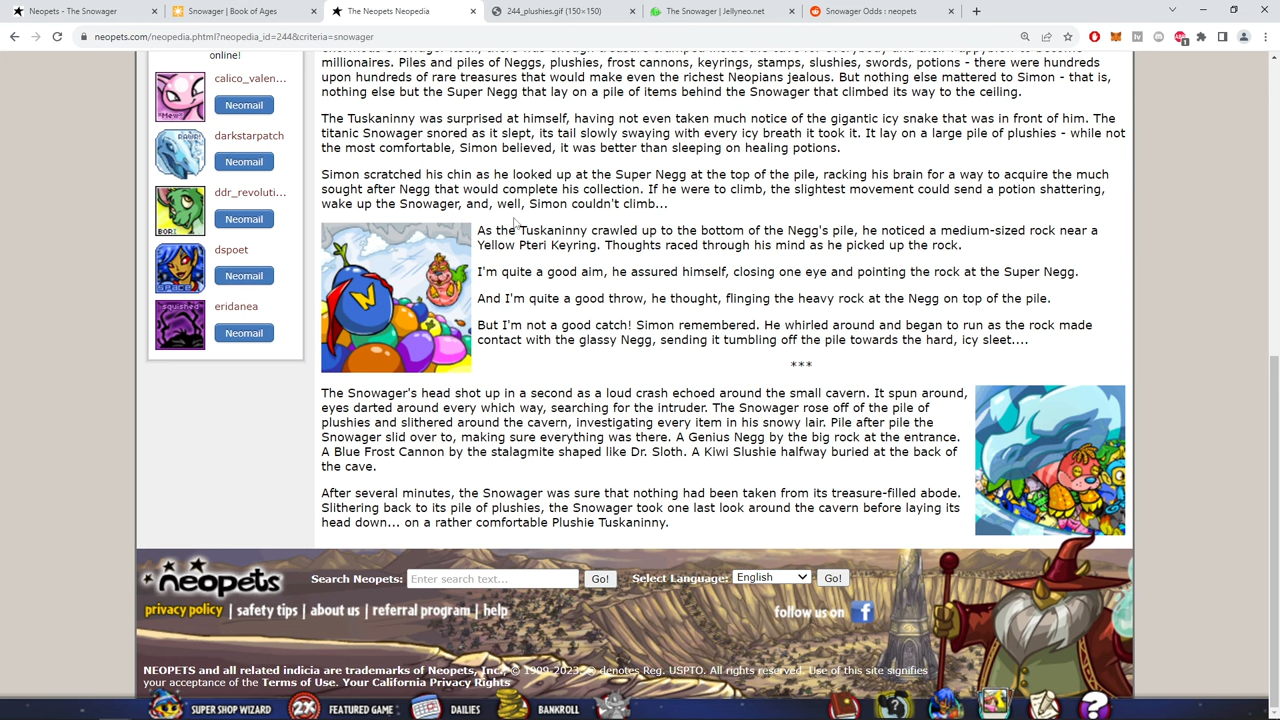 Neopets - The Snowager
Snowager | Book of Ages
The Neopets Neopedia
244_plushies.gif (150×150)
The Snowager | Jellyneo.net
Snowager Odds : neopets
neopets.com/neopedia.phtml?neopedia_id=244&criteria=snowager
online!
calico_valen...
Neomail
darkstarpatch
Neomail
ddr_revoluti...
Neomail
BORI
dspoet
Neomail
SPACE
eridanea
squished
Neomail
millions. Piles and piles of Neggs, plushies, frost cannons, keyrings, stamps, slushies, swords, potions - there were hundreds
upon hundreds of rare treasures that would make even the richest Neopians jealous. But nothing else mattered to Simon - that is,
nothing else but the Super Negg that lay on a pile of items behind the Snowager that climbed its way to the ceiling.
The Tuskaninny was surprised at himself, having not even taken much notice of the gigantic icy snake that was in front of him. The
titanic Snowager snored as it slept, its tail slowly swaying with every icy breath it took it. It lay on a large pile of plushies - while not
the most comfortable, Simon believed, it was better than sleeping on healing potions.
Simon scratched his chin as he looked up at the Super Negg at the top of the pile, racking his brain for a way to acquire the much
sought after Negg that would complete his collection. If he were to climb, the slightest movement could send a potion shattering,
wake up the Snowager, and, well, Simon couldn't climb...
As the Tuskaninny crawled up to the bottom of the Negg's pile, he noticed a medium-sized rock near a
Yellow Pteri Keyring. Thoughts raced through his mind as he picked up the rock.
I'm quite a good aim, he assured himself, closing one eye and pointing the rock at the Super Negg.
And I'm quite a good throw, he thought, flinging the heavy rock at the Negg on top of the pile.
But I'm not a good catch! Simon remembered. He whirled around and began to run as the rock made
contact with the glassy Negg, sending it tumbling off the pile towards the hard, icy sleet....
***
The Snowager's head shot up in a second as a loud crash echoed around the small cavern. It spun around,
eyes darted around every which way, searching for the intruder. The Snowager rose off of the pile of
plushies and slithered around the cavern, investigating every item in his snowy lair. Pile after pile the
Snowager slid over to, making sure everything was there. A Genius Negg by the big rock at the entrance.
A Blue Frost Cannon by the stalagmite shaped like Dr. Sloth. A Kiwi Slushie halfway buried at the back of
the cave.
After several minutes, the Snowager was sure that nothing had been taken from its treasure-filled abode.
Slithering back to its pile of plushies, the Snowager took one last look around the cavern before laying its
head down... on a rather comfortable Plushie Tuskaninny.
neopets
Search Neopets: Enter search text... Go! Select Language: English Go!
privacy policy | safety tips | about us | referral program | help
follow us on f
NEOPETS and all related indicia are trademarks of Neopets, Inc., © 1999-2023. ® denotes Reg. USPTO. All rights reserved. Use of this site signifies
your acceptance of the Terms of Use. Your California Privacy Rights
SUPER SHOP WIZARD 2X FEATURED GAME DAILIES BANKROLL